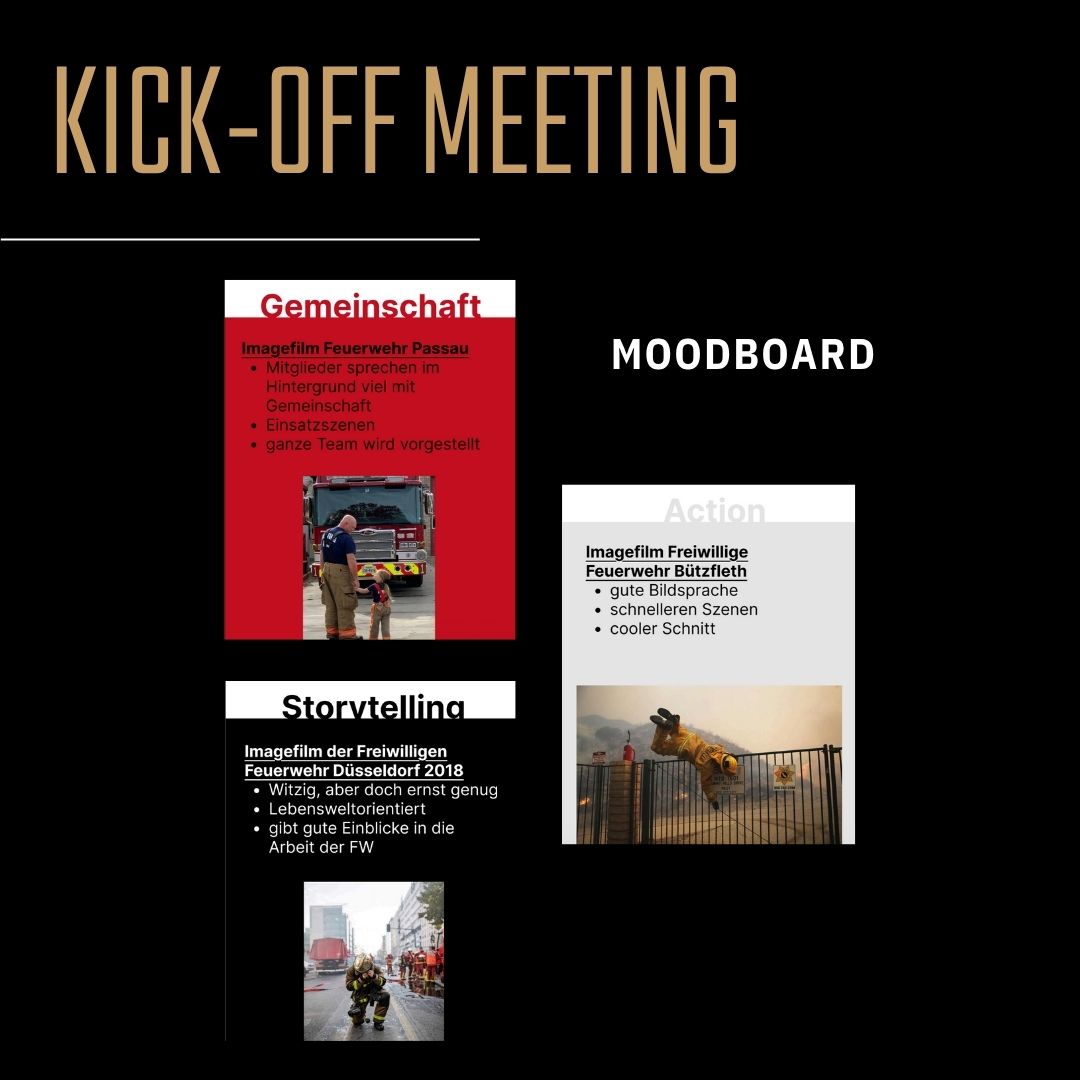 KICK-OFF MEETING
Gemeinschaft
Imagefilm Feuerwehr Passau
• Mitglieder sprechen im
Hintergrund viel mit
Gemeinschaft
• Einsatzszenen
• ganze Team wird vorgestellt
MOODBOARD
Action
Imagefilm Freiwillige
Feuerwehr Bützfleth
• gute Bildsprache
• schnelleren Szenen
• cooler Schnitt
Storytelling
Imagefilm der Freiwilligen
Feuerwehr Düsseldorf 2018
• Witzig, aber doch ernst genug
• Lebensweltorientiert
• gibt gute Einblicke in die
Arbeit der FW